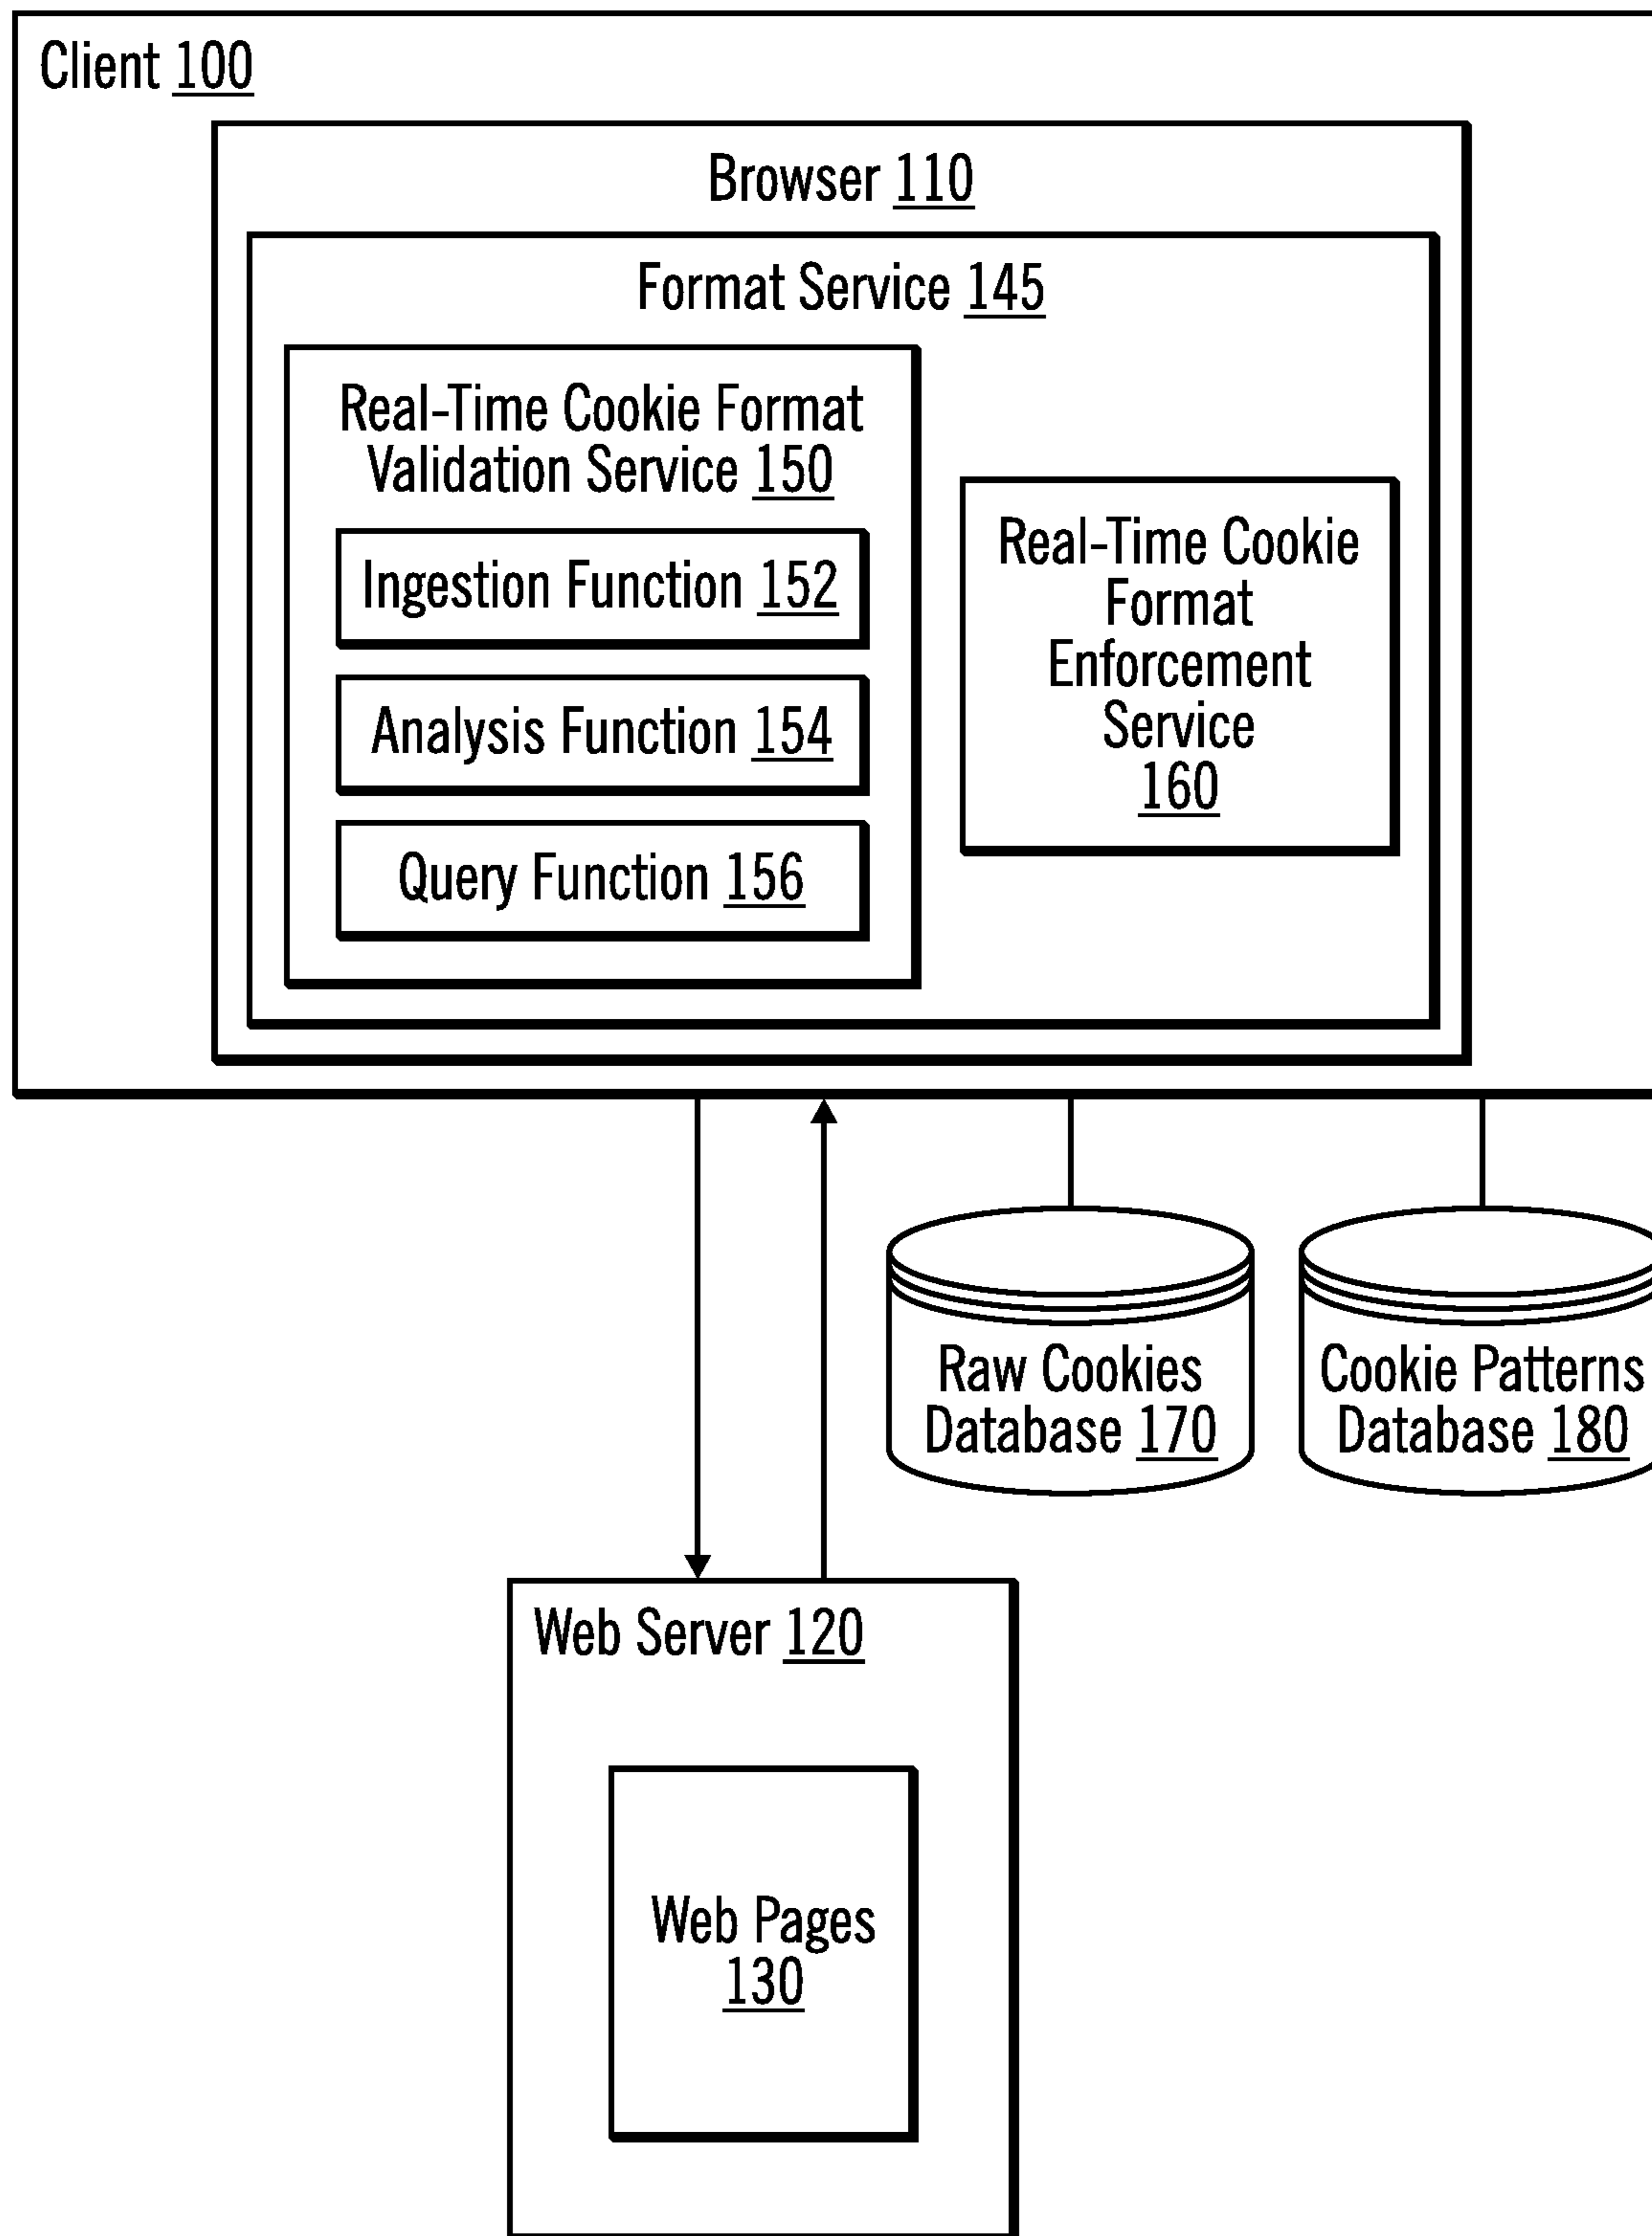 Client 100
Browser 110
Format Service 145
Real-Time Cookie Format
Validation Service 150
Ingestion Function 152
Analysis Function 154
Query Function 156
Real-Time Cookie
Format
Enforcement
Service
160
Raw Cookies
Database 170
Cookie Patterns
Database 180
Web Server 120
Web Pages
130